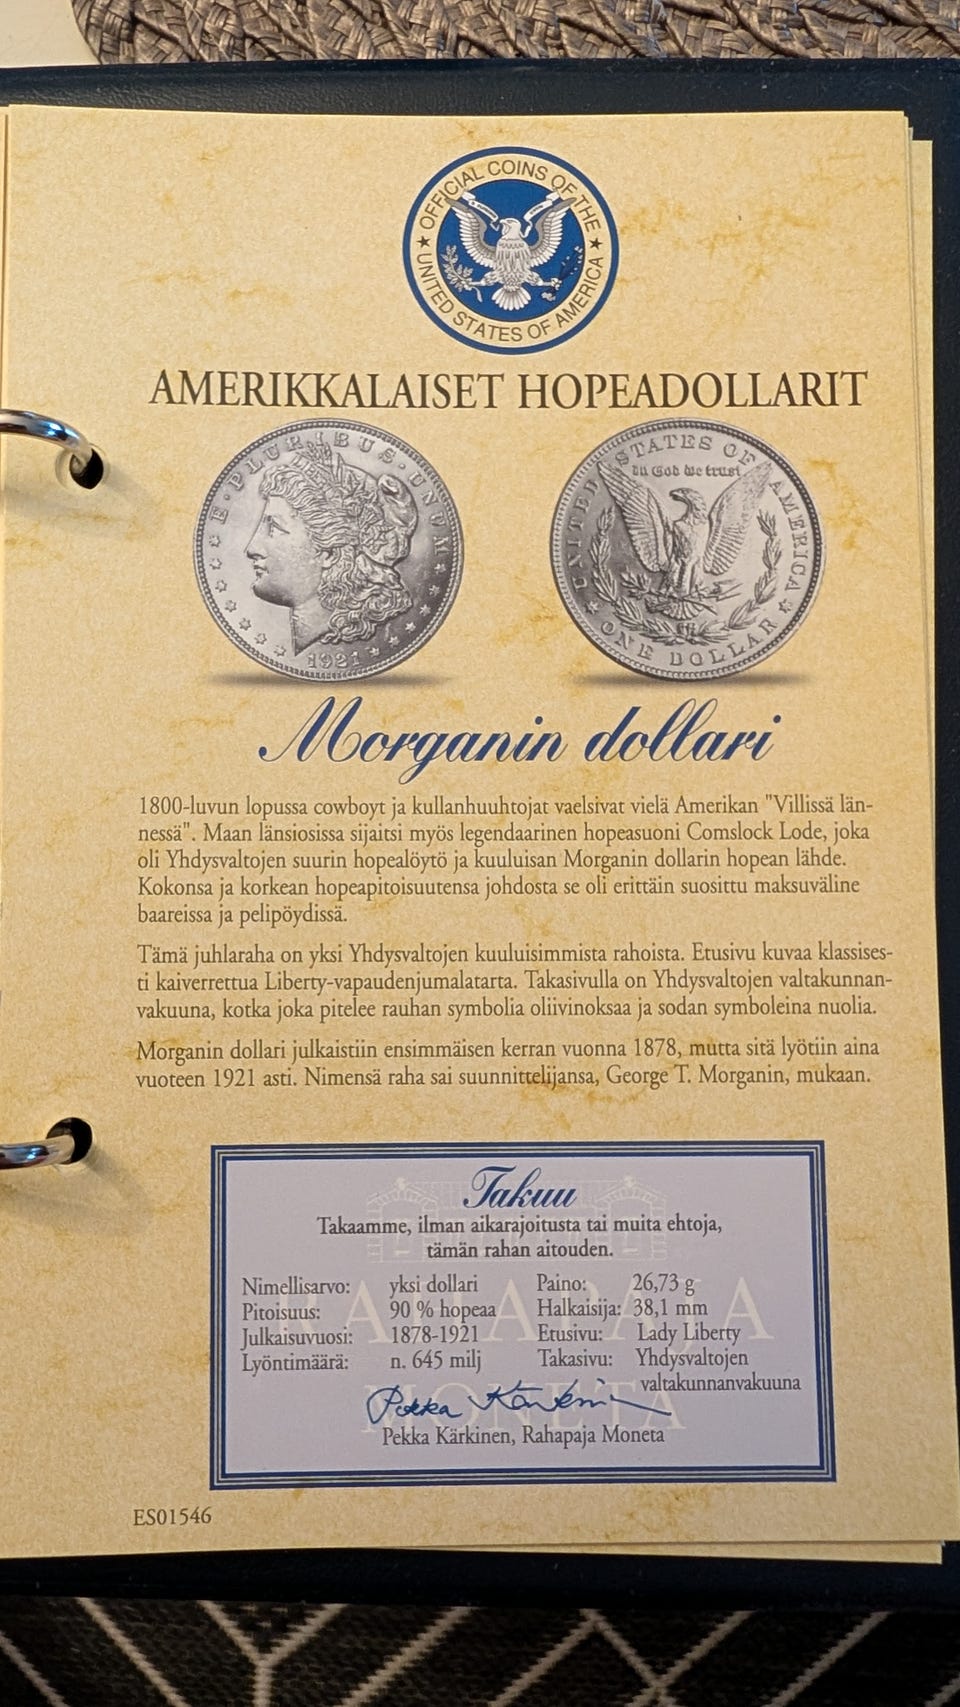 OFFICIAL COINS OF THE
★ UNITED STATES OF AMERICA ★
AMERIKKALAISET HOPEADOLLARIT
E · PLURIBUS · UNUM
1921
UNITED STATES OF AMERICA
In God we trust
ONE DOLLAR
Morganin dollari
1800-luvun lopussa cowboyt ja kullanhuuhtojat vaelsivat vielä Amerikan "Villissä län-
nessä". Maan länsiosissa sijaitsi myös legendaarinen hopeasuoni Comslock Lode, joka
oli Yhdysvaltojen suurin hopealöytö ja kuuluisan Morganin dollarin hopean lähde.
Kokonsa ja korkean hopeapitoisuutensa johdosta se oli erittäin suosittu maksuväline
baareissa ja pelipöydissä.
Tämä juhlaraha on yksi Yhdysvaltojen kuuluisimmista rahoista. Etusivu kuvaa klassises-
ti kaiverrettua Liberty-vapaudenjumalatarta. Takasivulla on Yhdysvaltojen valtakunnan-
vakuuna, kotka joka pitelee rauhan symbolia oliivinoksaa ja sodan symboleina nuolia.
Morganin dollari julkaistiin ensimmäisen kerran vuonna 1878, mutta sitä lyötiin aina
vuoteen 1921 asti. Nimensä raha sai suunnittelijansa, George T. Morganin, mukaan.
Takuu
Takaamme, ilman aikarajoitusta tai muita ehtoja,
tämän rahan aitouden.
Nimellisarvo: yksi dollari Paino: 26,73 g
Pitoisuus: 90 % hopeaa Halkaisija: 38,1 mm
Julkaisuvuosi: 1878-1921 Etusivu: Lady Liberty
Lyöntimäärä: n. 645 milj Takasivu: Yhdysvaltojen
valtakunnanvakuuna
RAHAPAJA
MONETA
Pekka Kärkinen
Pekka Kärkinen, Rahapaja Moneta
ES01546